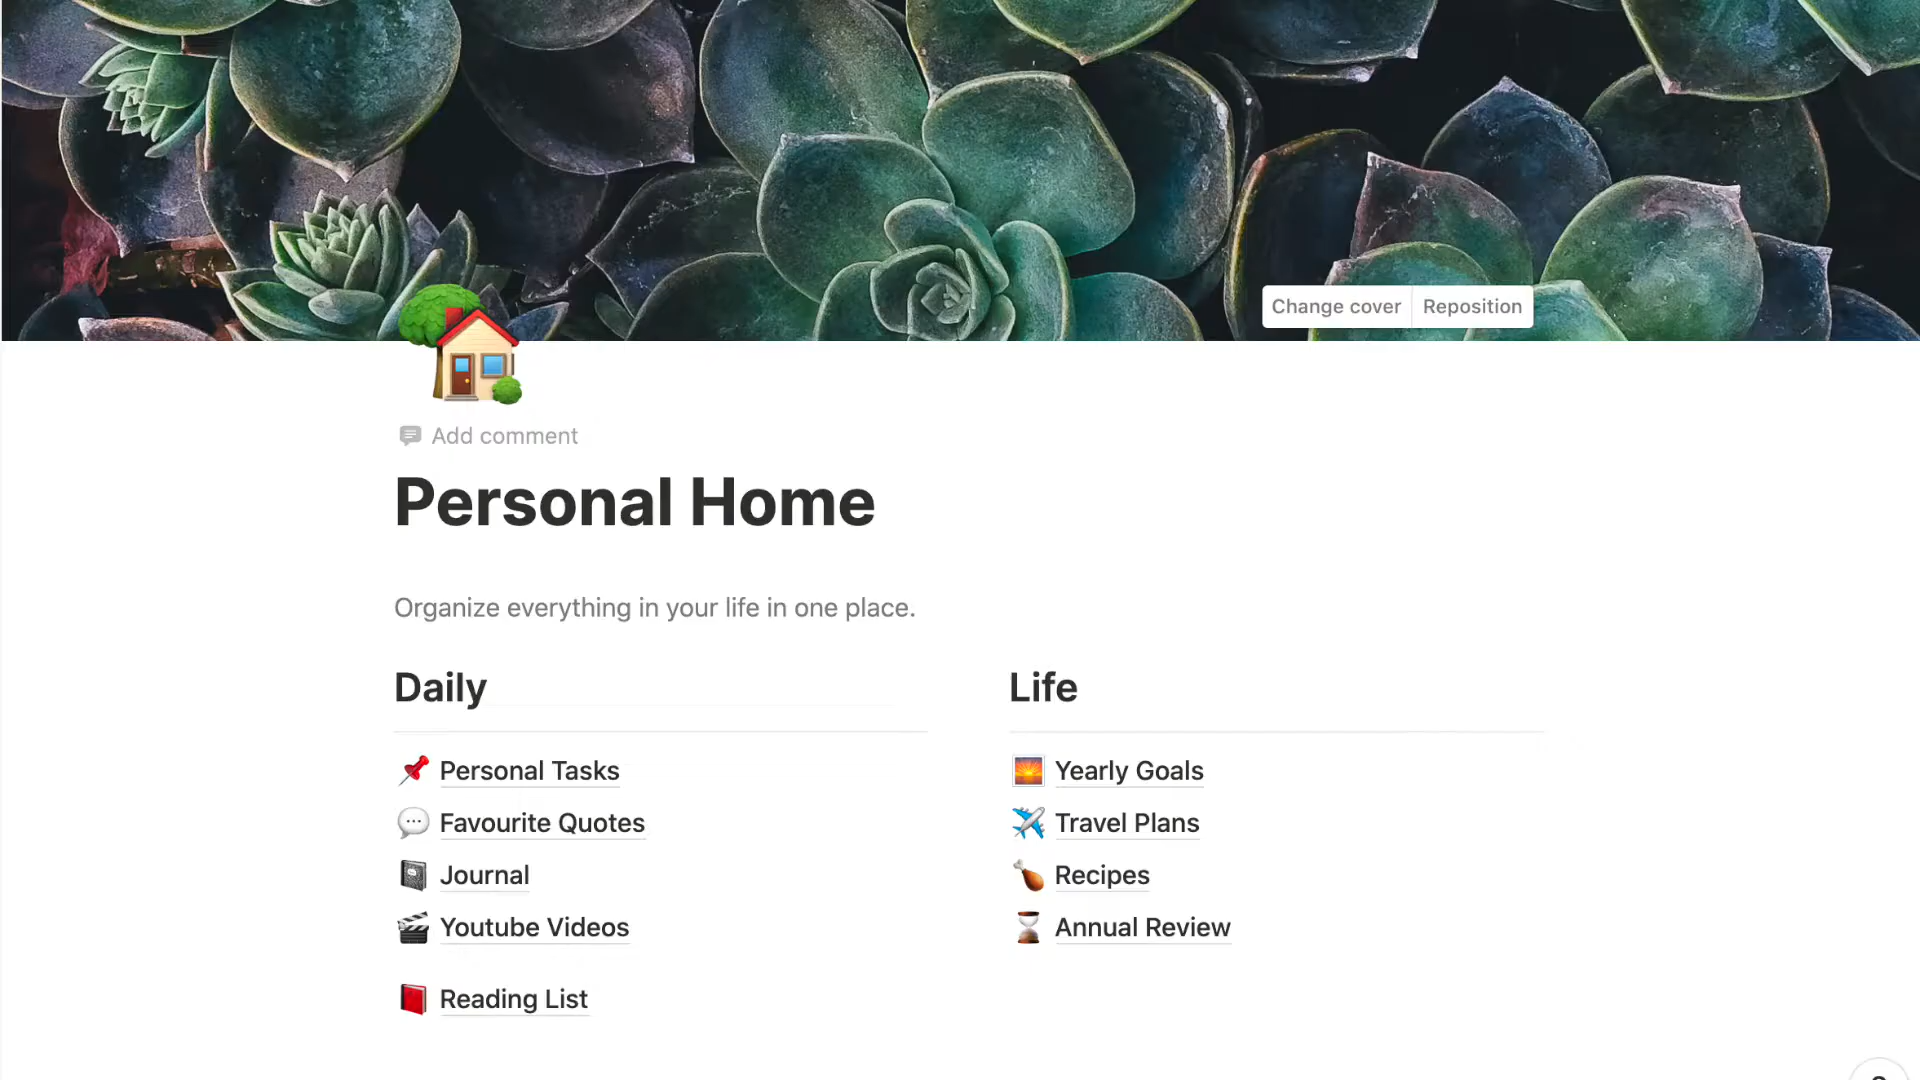 Change cover
Reposition
Add comment
Personal Home
Organize everything in your life in one place.
Daily
Personal Tasks
Favourite Quotes
Journal
Youtube Videos
Reading List
Life
Yearly Goals
Travel Plans
Recipes
Annual Review